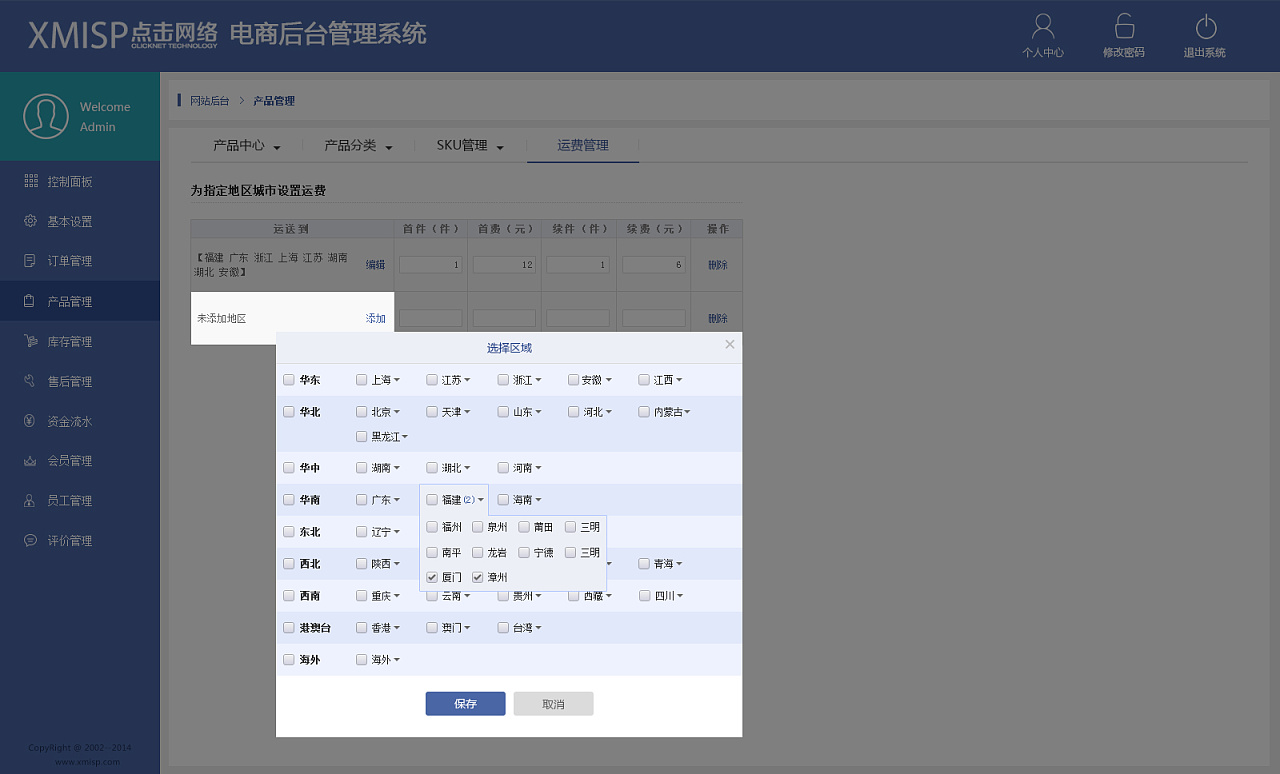 XMISP 点击网络 CLICKNET TECHNOLOGY 电商后台管理系统
个人中心 修改密码 退出系统
Welcome
Admin
控制面板
基本设置
订单管理
产品管理
库存管理
售后管理
资金流水
会员管理
员工管理
评价管理
CopyRight @ 2002 - 2014
www.xmisp.com
网站后台 > 产品管理
产品中心 产品分类 SKU管理 运费管理
为指定地区城市设置运费
运送到 首件（件） 首费（元） 续件（件） 续费（元） 操作
【福建 广东 浙江 上海 江苏 湖南
湖北 安徽】 编辑 1 12 1 6 删除
未添加地区 添加 删除
选择区域 ×
华东 上海 江苏 浙江 安徽 江西
华北 北京 天津 山东 河北 内蒙古
黑龙江
华中 湖南 湖北 河南
华南 广东 福建 (2) 海南
福州 泉州 莆田 三明
南平 龙岩 宁德 三明
厦门 漳州
东北 辽宁
西北 陕西 青海
西南 重庆 云南 贵州 西藏 四川
港澳台 香港 澳门 台湾
海外 海外
保存 取消